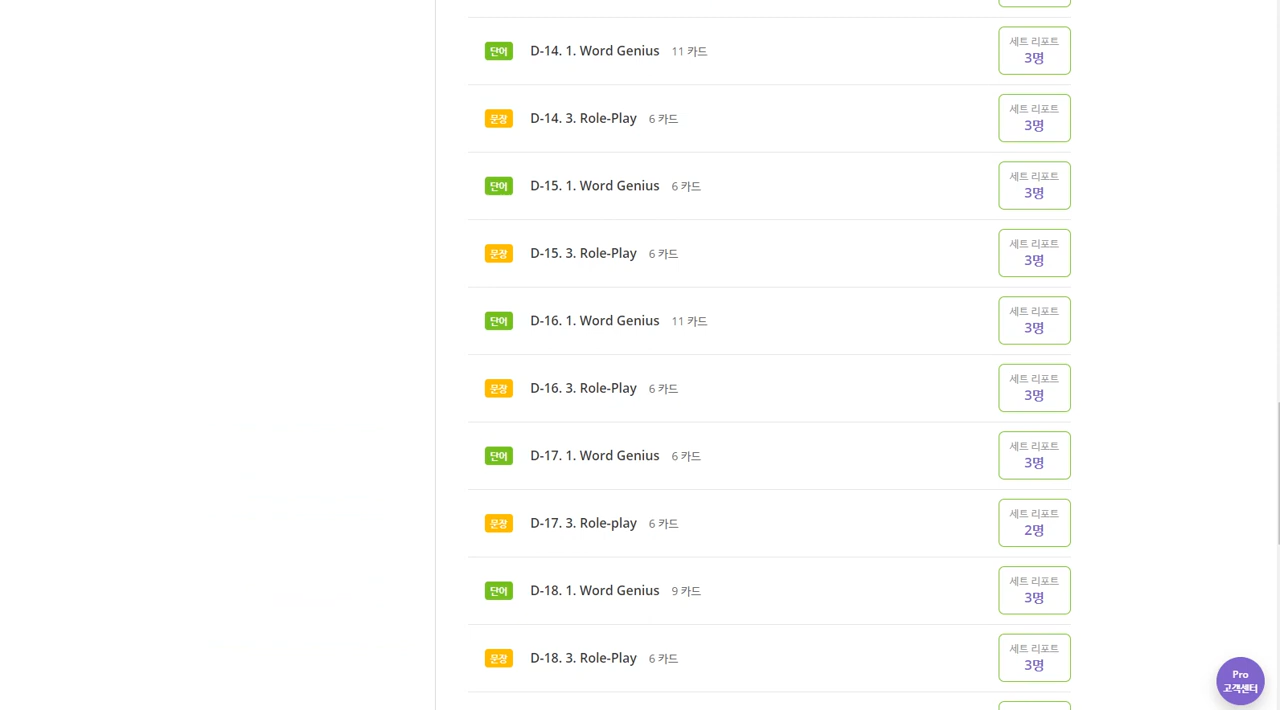 단어 D-14. 1. Word Genius 11 카드 세트 리포트
3명
문장 D-14. 3. Role-Play 6 카드 세트 리포트
3명
단어 D-15. 1. Word Genius 6 카드 세트 리포트
3명
문장 D-15. 3. Role-Play 6 카드 세트 리포트
3명
단어 D-16. 1. Word Genius 11 카드 세트 리포트
3명
문장 D-16. 3. Role-Play 6 카드 세트 리포트
3명
단어 D-17. 1. Word Genius 6 카드 세트 리포트
3명
문장 D-17. 3. Role-play 6 카드 세트 리포트
2명
단어 D-18. 1. Word Genius 9 카드 세트 리포트
3명
문장 D-18. 3. Role-Play 6 카드 세트 리포트
3명
Pro
고객센터